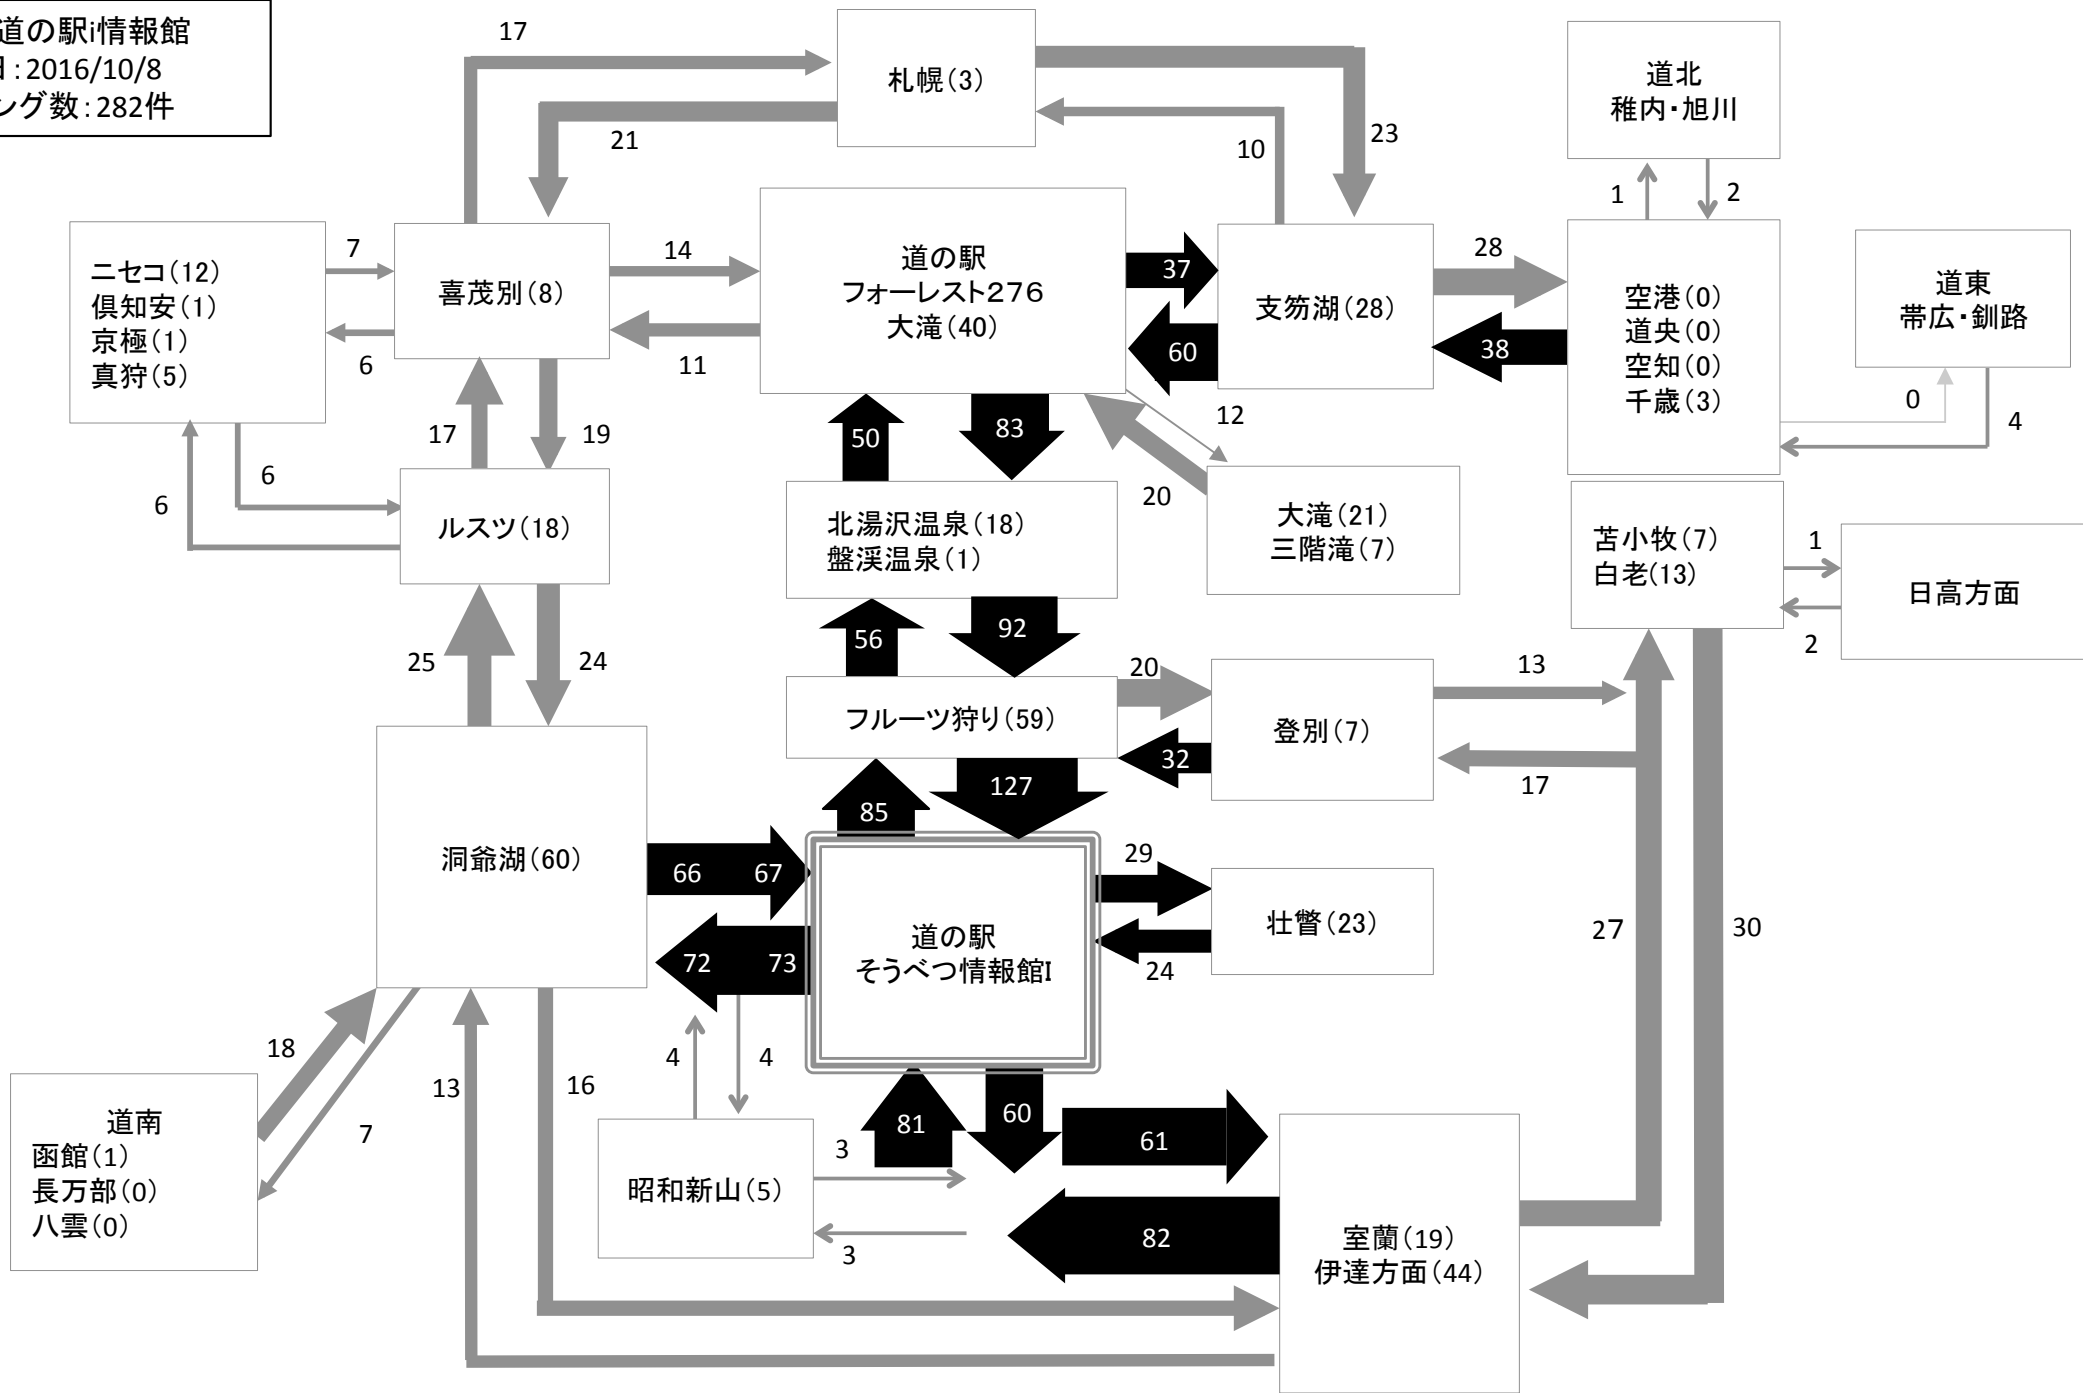 道の駅i情報館
:2016/10/8
ング数:282件
17
札幌(3)
21
10
23
道北
稚内・旭川
1
2
ニセコ(12)
倶知安(1)
京極(1)
真狩(5)
7
6
喜茂別(8)
14
11
道の駅
フォーレスト276
大滝(40)
37
60
支笏湖(28)
28
38
空港(0)
道央(0)
空知(0)
千歳(3)
道東
帯広・釧路
0
4
17
19
6
6
ルスツ(18)
50
83
12
20
大滝(21)
三階滝(7)
北湯沢温泉(18)
盤渓温泉(1)
苫小牧(7)
白老(13)
1
2
日高方面
25
24
56
92
フルーツ狩り(59)
20
32
登別(7)
13
17
85
127
洞爺湖(60)
66
67
72
73
道の駅
そうべつ情報館I
29
24
壮瞥(23)
27
30
18
7
13
16
4
4
道南
函館(1)
長万部(0)
八雲(0)
昭和新山(5)
3
3
81
60
61
82
室蘭(19)
伊達方面(44)